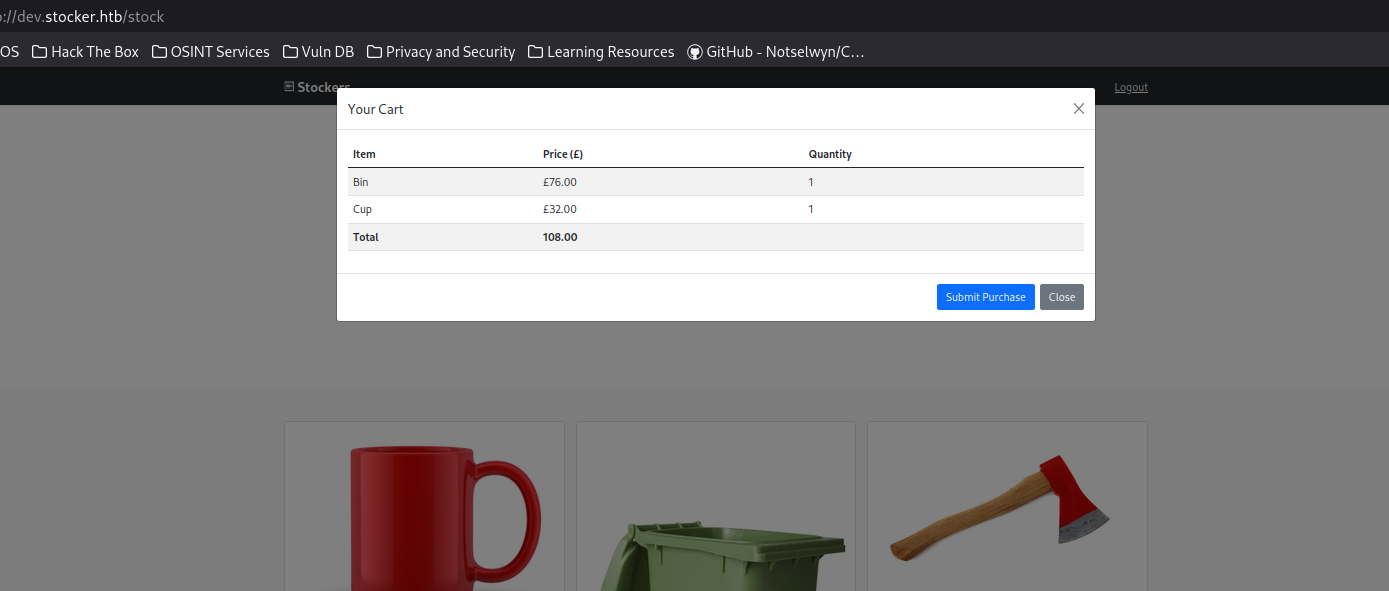 ://dev.stocker.htb/stock
OS Hack The Box OSINT Services Vuln DB Privacy and Security Learning Resources GitHub - Notselwyn/C…
Stockers Logout
Your Cart
Item Price (£) Quantity
Bin £76.00 1
Cup £32.00 1
Total 108.00
Submit Purchase Close